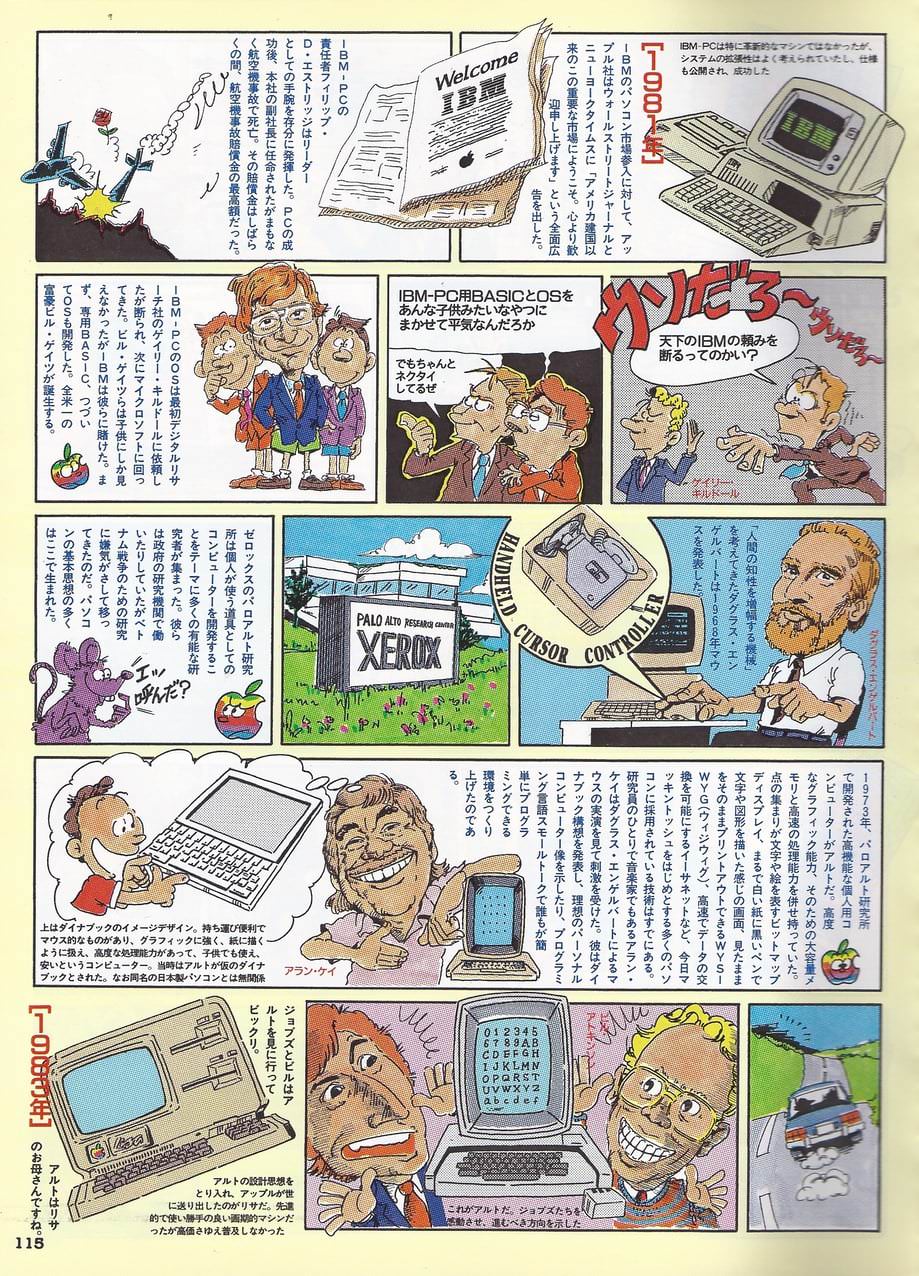 IBM-PCは特に革新的なマシンではなかったが、
システムの拡張性はよく考えられていたし、仕様
も公開され、成功した
[1981年]
IBMのパソコン市場参入に対して、アッ
プル社はウォールストリートジャーナルと
ニューヨークタイムスに「アメリカ建国以
来のこの重要な市場にようこそ。心より歓
迎申し上げます」という全面広
告を出した。
IBM
Welcome
IBM
IBM-PCの
責任者フィリップ・
D・エストリッジはリーダー
としての手腕を存分に発揮した。PCの成
功後、本社の副社長に任命されたがまもな
く航空機事故で死亡。その賠償金はしばら
くの間、航空機事故賠償金の最高額だった。
ウソだろ〜
ウソだろ〜
天下のIBMの頼みを
断るってのかい?
ゲイリー・
キルドール
IBM-PC用BASICとOSを
あんな子供みたいなやつに
まかせて平気なんだろか
でもちゃんと
ネクタイ
してるぜ
IBM-PCのOSは最初デジタルリサ
ーチ社のゲイリー・キルドールに依頼し
たが断られ、次にマイクロソフトに回っ
てきた。ビル・ゲイツらは子供にしか見
えなかったがIBMは彼らに賭けた。ま
ず、専用BASIC、つづい
てOSも開発した。全米一の
富豪ビル・ゲイツが誕生する。
「人間の知性を増幅する機械」
を考えてきたダグラス・エン
ゲルバートは1968年マウ
スを発表した。
ダグラス・エンゲルバート
HANDHELD CURSOR CONTROLLER
PALO ALTO RESEARCH CENTER
XEROX
ゼロックスのパロアルト研究
所は個人が使う道具としての
コンピューターを開発するこ
とをテーマに多くの有能な研
究者が集まった。彼ら
は政府の研究機関で働
いたりしていたがベト
ナム戦争のための研究
に嫌気がさして移っ
てきたのだ。パソコ
ンの基本思想の多く
はここで生まれた。
エッ
呼んだ?
1973年、パロアルト研究所
で開発された高機能な個人用コ
ンピューターがアルトだ。高度
なグラフィック能力、そのための大容量メ
モリと高速の処理能力を併せ持っていた。
点の集まりが文字や絵を表すビットマップ
ディスプレイ、まるで白い紙に黒いペンで
文字や図形を描いた感じの画面、見たまま
をそのままプリントアウトできるWYSI
WYG(ウィジウィグ)、高速でデータの交
換を可能にするイーサネットなど、今日マ
ッキントッシュをはじめとする多くのパソ
コンに採用されている技術はすでにある。
研究員のひとりで音楽家でもあるアラン・
ケイはダグラス・エンゲルバートによるマ
ウスの実演を見て刺激を受けた。彼はダイ
ナブック構想を発表し、理想のパーソナル
コンピューター像を示したり、プログラミ
ング言語スモールトークで誰もが簡
単にプログラ
ミングできる
環境をつくり
上げたのであ
る。
アラン・ケイ
上はダイナブックのイメージデザイン。持ち運び便利で
マウス的なものがあり、グラフィックに強く、紙に描く
ように扱え、高度な処理能力があって、子供でも使え、
安いというコンピューター。当時はアルトが仮のダイナ
ブックとされた。なお同名の日本製パソコンとは無関係
ビル・
アトキンソン
012345
6789AB
CDEFGH
IJKLMN
OPQRST
UVWXYZ
abcdef
これがアルトだ。ジョブズたちを
感動させ、進むべき方向を示した
ジョブズとビルはア
ルトを見に行って
ビックリ。
[1983年]
アルトはリサ
のお母さんですね。
アルトの設計思想を
とり入れ、アップルが世
に送り出したのがリサだ。先進
的で使い勝手の良い画期的マシンだ
ったが高価さゆえ普及しなかった
115